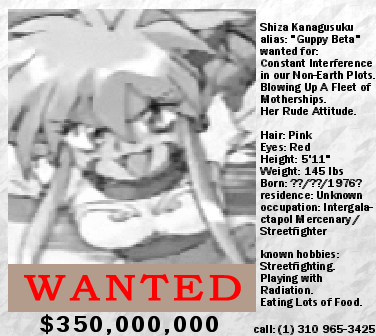 Shiza Kanagusuku
alias: "Guppy Beta"
wanted for:
Constant Interference
in our Non-Earth Plots.
Blowing Up A Fleet of
Motherships.
Her Rude Attitude.
Hair: Pink
Eyes: Red
Height: 5'11"
Weight: 145 lbs
Born: ??/??/1976?
residence: Unknown
occupation: Intergala-
ctapol Mercenary/
Streetfighter
known hobbies:
Streetfighting.
Playing with
Radiation.
Eating Lots of Food.
WANTED
$350,000,000
call: (1) 310 965-3425